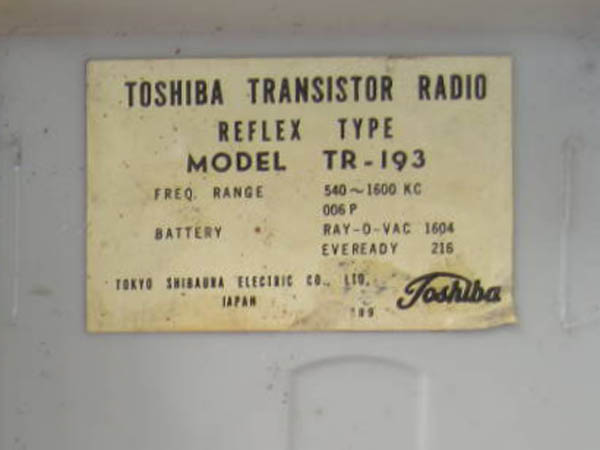 TOSHIBA TRANSISTOR RADIO
REFLEX TYPE
MODEL TR-193
FREQ. RANGE 540~1600 KC
006P
BATTERY RAY-O-VAC 1604
EVEREADY 216
TOKYO SHIBAURA ELECTRIC CO., LTD.
JAPAN
Toshiba